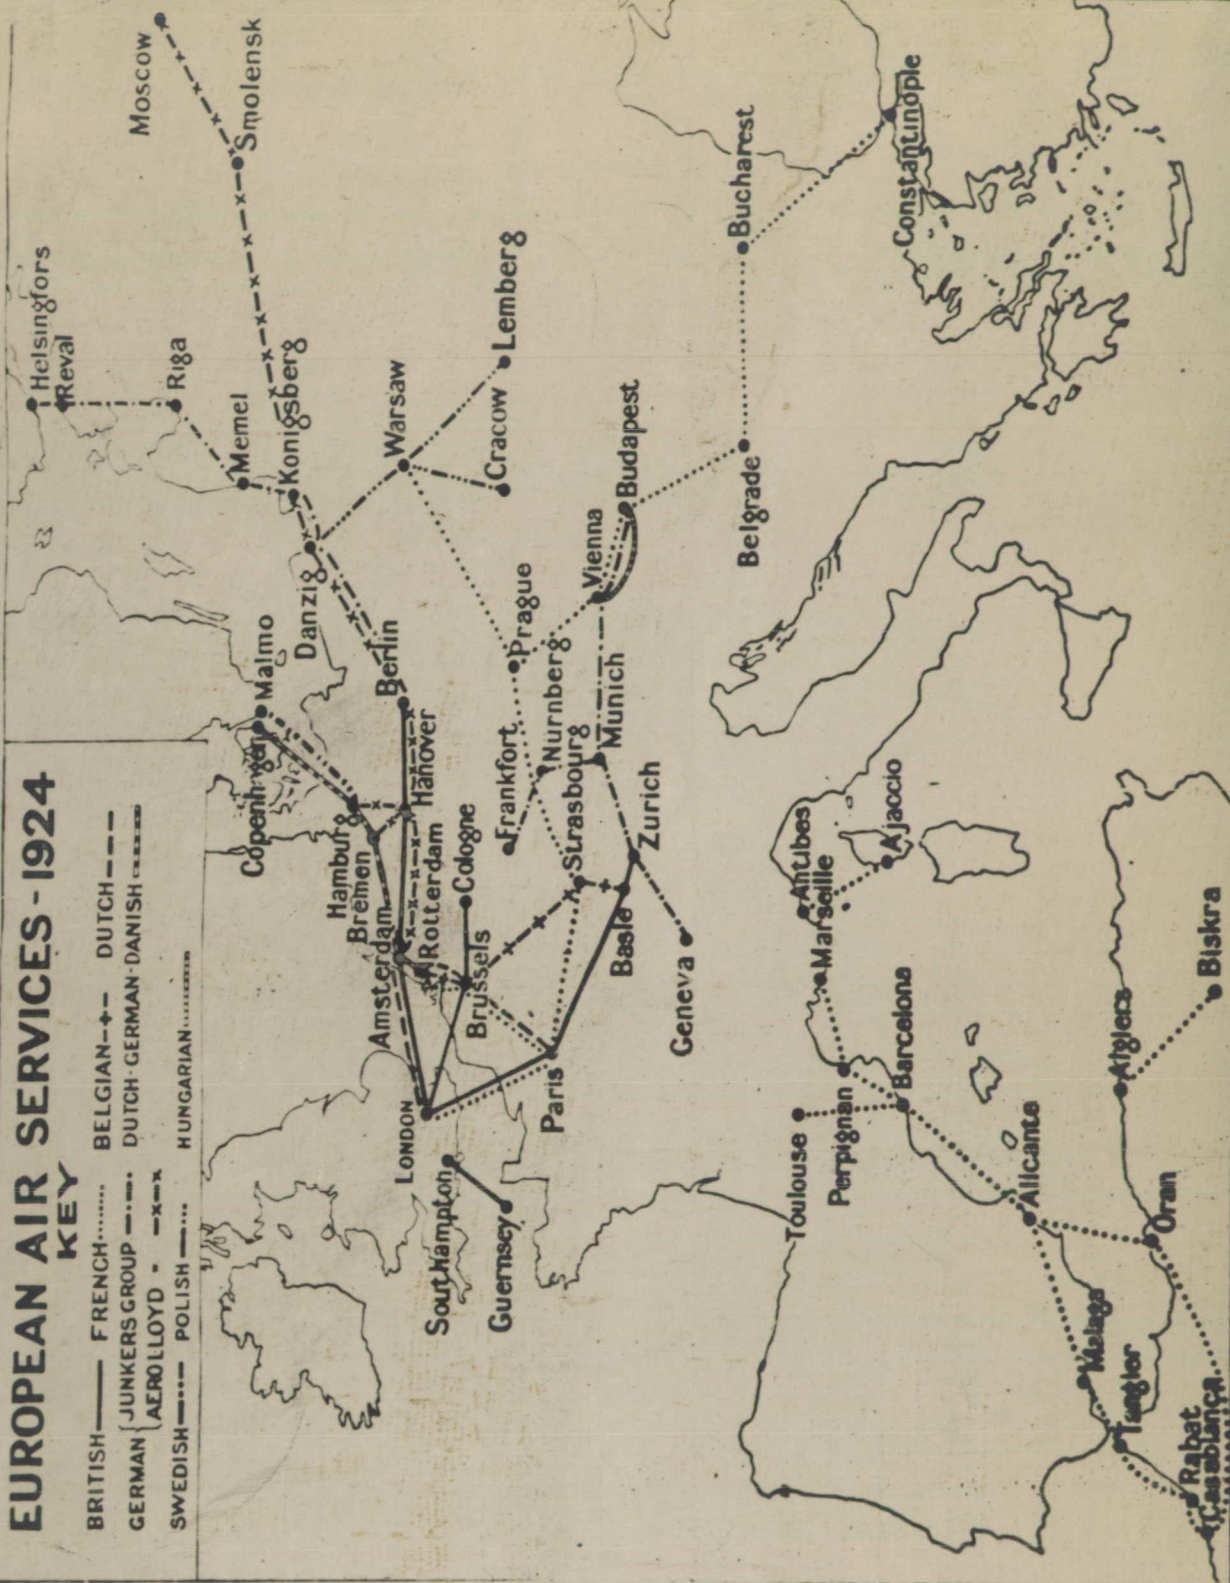 EUROPEAN AIR SERVICES - 1924
KEY
BRITISH FRENCH BELGIAN DUTCH
GERMAN { JUNKERS GROUP DUTCH-GERMAN-DANISH
AERO LLOYD
SWEDISH POLISH HUNGARIAN
Moscow
Smolensk
Helsingfors
Reval
Riga
Memel
Konigsberg
Danzig
Malmo
Copenhagen
Hamburg
Bremen
Berlin
Hanover
Amsterdam
Rotterdam
LONDON
Southampton
Guernsey
Brussels
Cologne
Paris
Frankfort
Nürnberg
Strasbourg
Prague
Warsaw
Cracow
Lemberg
Vienna
Budapest
Munich
Zurich
Basle
Geneva
Belgrade
Bucharest
Constantinople
Toulouse
Perpignan
Marseille
Antibes
Ajaccio
Barcelona
Alicante
Malaga
Tangier
Rabat
Casablanca
Oran
Algiers
Biskra